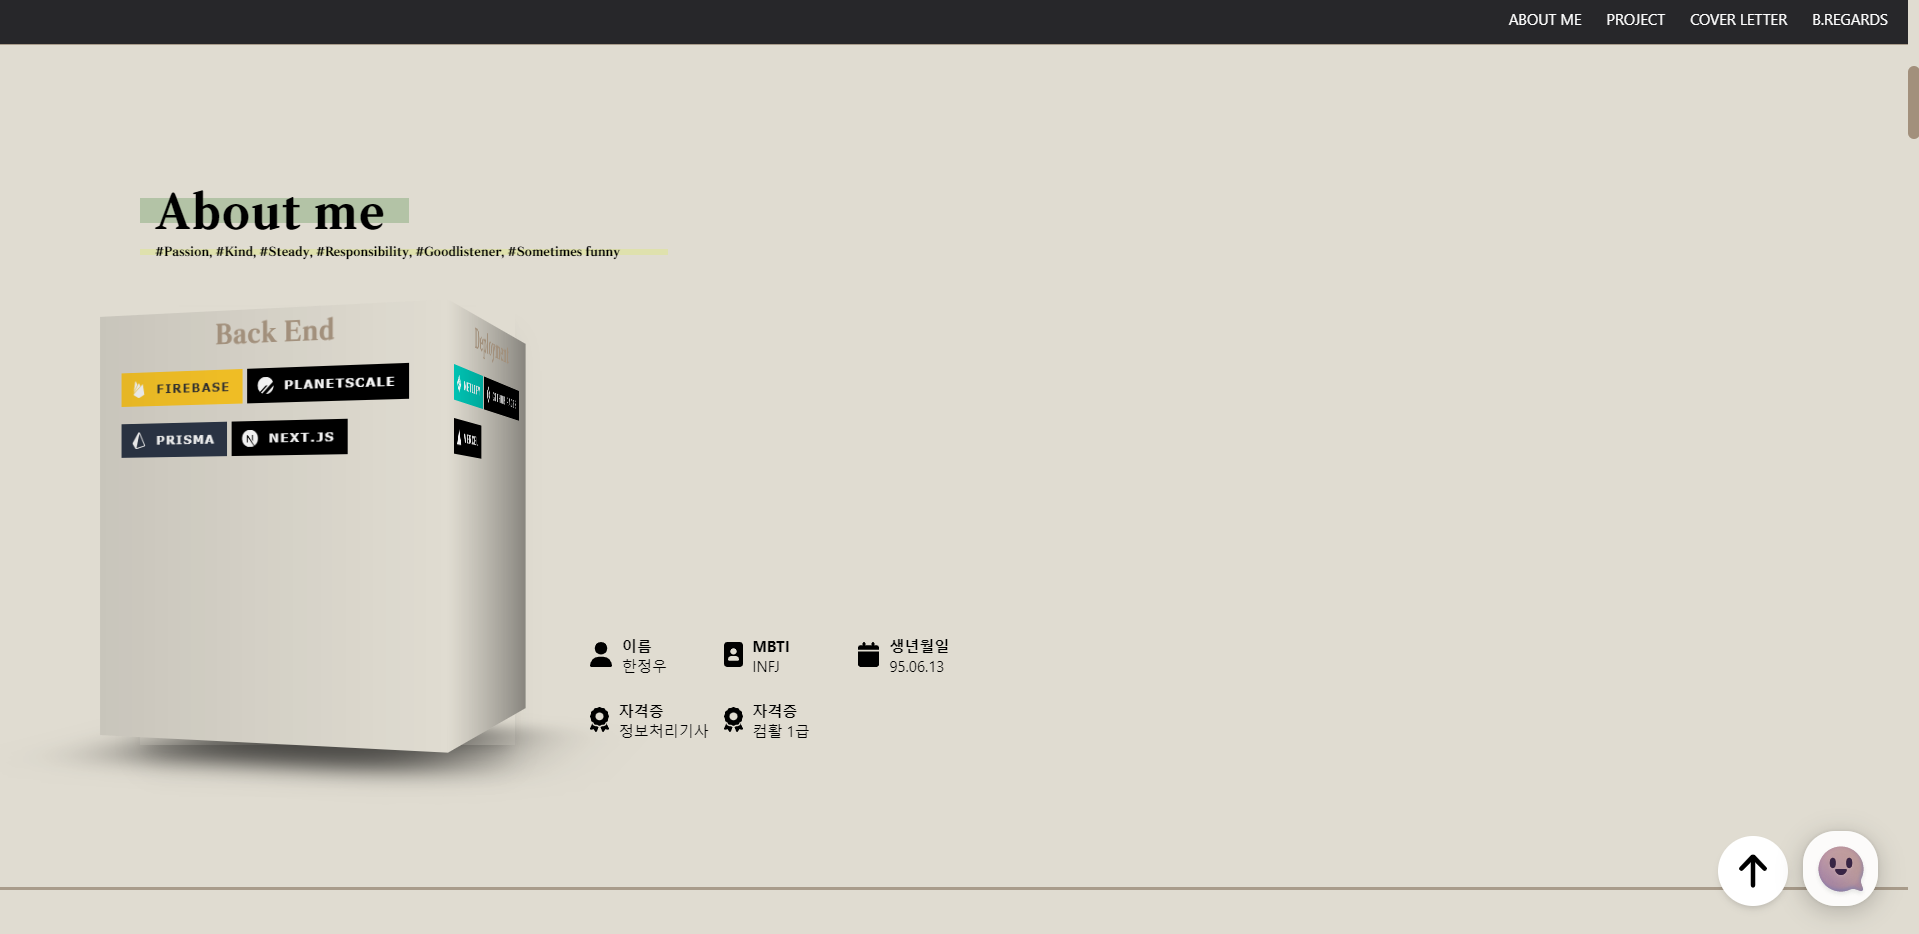 ABOUT ME PROJECT COVER LETTER B.REGARDS
About me
#Passion, #Kind, #Steady, #Responsibility, #Goodlistener, #Sometimes funny
Back End
Deployment
FIREBASE PLANETSCALE
NETLIFY GITHUB PAGES
PRISMA NEXT.JS
VERCEL
이름
한정우
MBTI
INFJ
생년월일
95.06.13
자격증
정보처리기사
자격증
컴활 1급